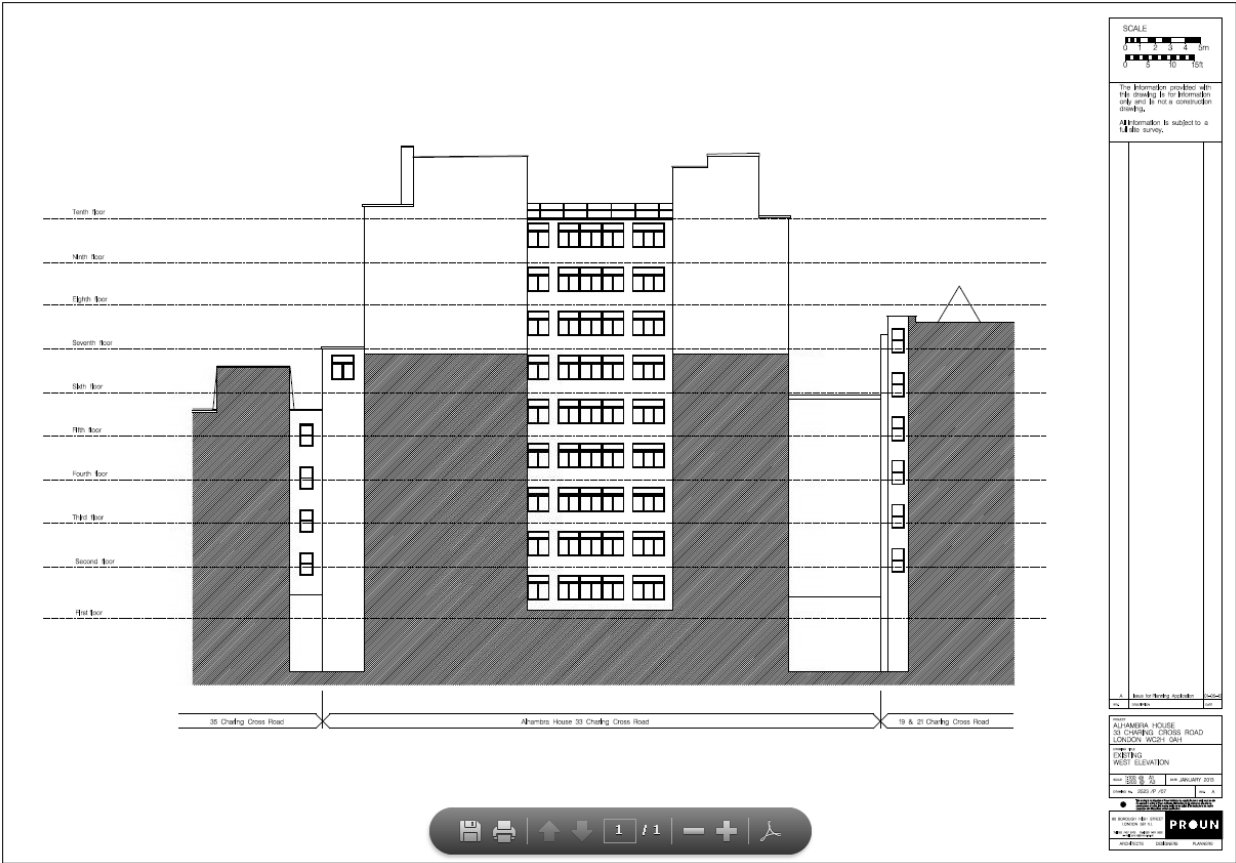 SCALE
0 1 2 3 4 5m
0 5 10 15ft
The information provided with
this drawing is for information
only and is not a construction
drawing.
All information is subject to a
full site survey.
Tenth floor
Ninth floor
Eighth floor
Seventh floor
Sixth floor
Fifth floor
Fourth floor
Third floor
Second floor
First floor
35 Charing Cross Road
Alhambra House 33 Charing Cross Road
19 & 21 Charing Cross Road
A Issue for Planning Application
ALHAMBRA HOUSE
33 CHARING CROSS ROAD
LONDON WC2H 0AH
EXISTING
WEST ELEVATION
JANUARY 2015
A
PROUN
ARCHITECTS DESIGNERS PLANNERS
1 / 1